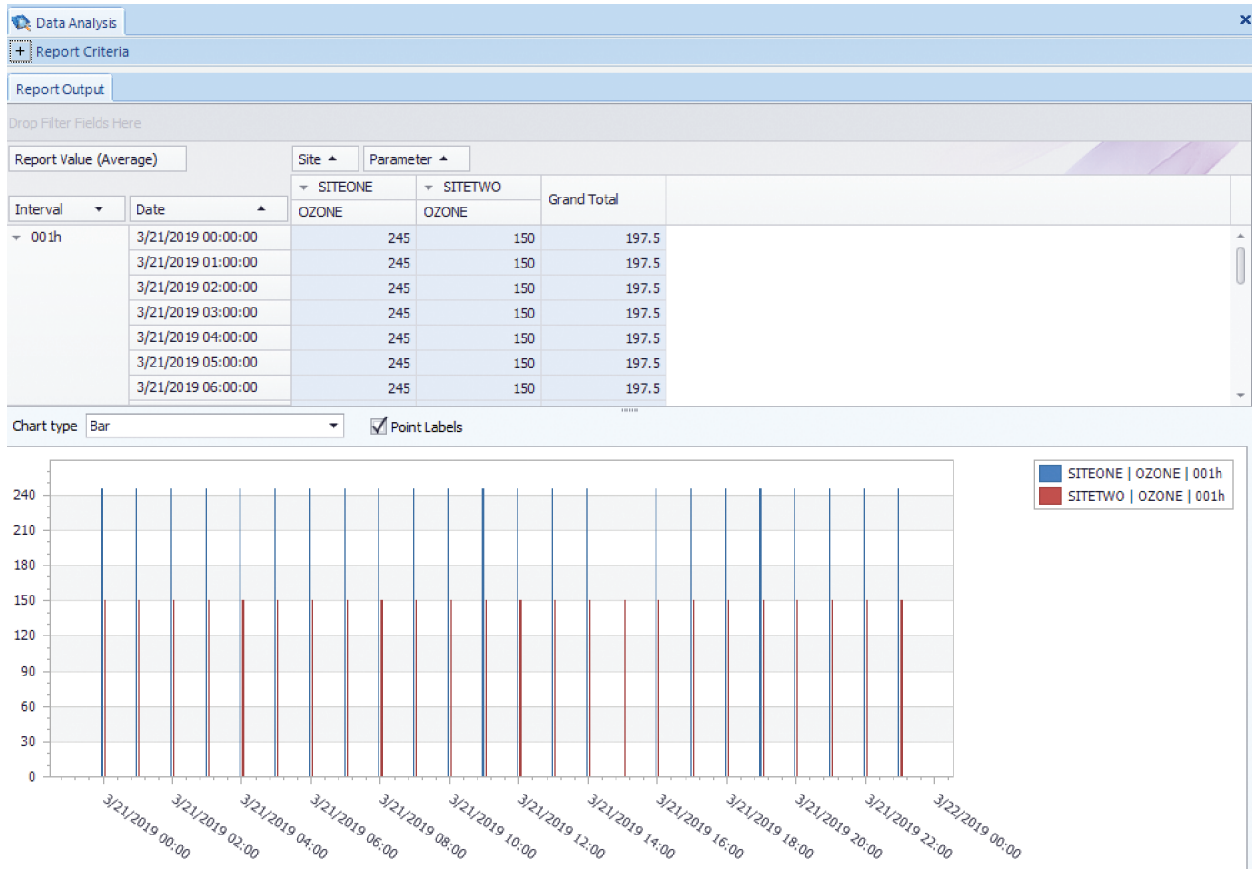 Data Analysis
+ Report Criteria
Report Output
Drop Filter Fields Here
Report Value (Average) Site Parameter
SITEONE SITETWO Grand Total
Interval Date OZONE OZONE
001h 3/21/2019 00:00:00 245 150 197.5
3/21/2019 01:00:00 245 150 197.5
3/21/2019 02:00:00 245 150 197.5
3/21/2019 03:00:00 245 150 197.5
3/21/2019 04:00:00 245 150 197.5
3/21/2019 05:00:00 245 150 197.5
3/21/2019 06:00:00 245 150 197.5
Chart type Bar Point Labels
SITEONE | OZONE | 001h
SITETWO | OZONE | 001h
240
210
180
150
120
90
60
30
0
3/21/2019 00:00
3/21/2019 02:00
3/21/2019 04:00
3/21/2019 06:00
3/21/2019 08:00
3/21/2019 10:00
3/21/2019 12:00
3/21/2019 14:00
3/21/2019 16:00
3/21/2019 18:00
3/21/2019 20:00
3/21/2019 22:00
3/22/2019 00:00